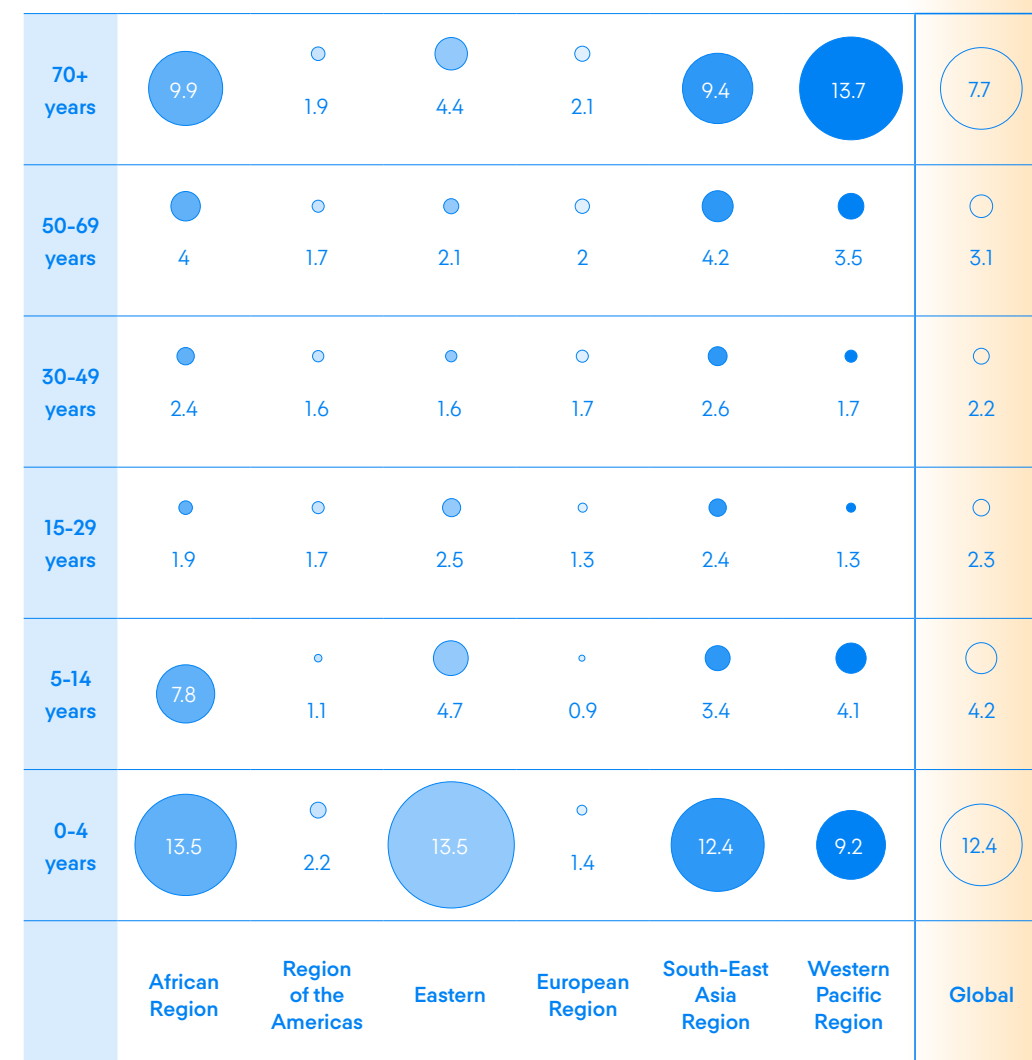 70+
years
9.9
1.9
4.4
2.1
9.4
13.7
7.7
50-69
years
4
1.7
2.1
2
4.2
3.5
3.1
30-49
years
2.4
1.6
1.6
1.7
2.6
1.7
2.2
15-29
years
1.9
1.7
2.5
1.3
2.4
1.3
2.3
5-14
years
7.8
1.1
4.7
0.9
3.4
4.1
4.2
0-4
years
13.5
2.2
13.5
1.4
12.4
9.2
12.4
African
Region
Region
of the
Americas
Eastern
European
Region
South-East
Asia
Region
Western
Pacific
Region
Global